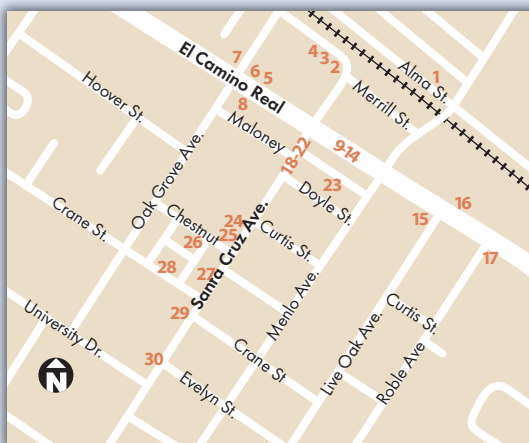 El Camino Real
7
6
5
4
3
2
Alma St.
1
Merrill St.
Hoover St.
8
Maloney
9-14
18-22
Oak Grove Ave.
Doyle St.
23
16
15
17
Crane St.
Chestnut
24
25
26
Curtis St.
Santa Cruz Ave.
28
27
Menlo Ave.
29
University Dr.
30
Crane St
Evelyn St.
Live Oak Ave.
Curtis St.
Roble Ave
N